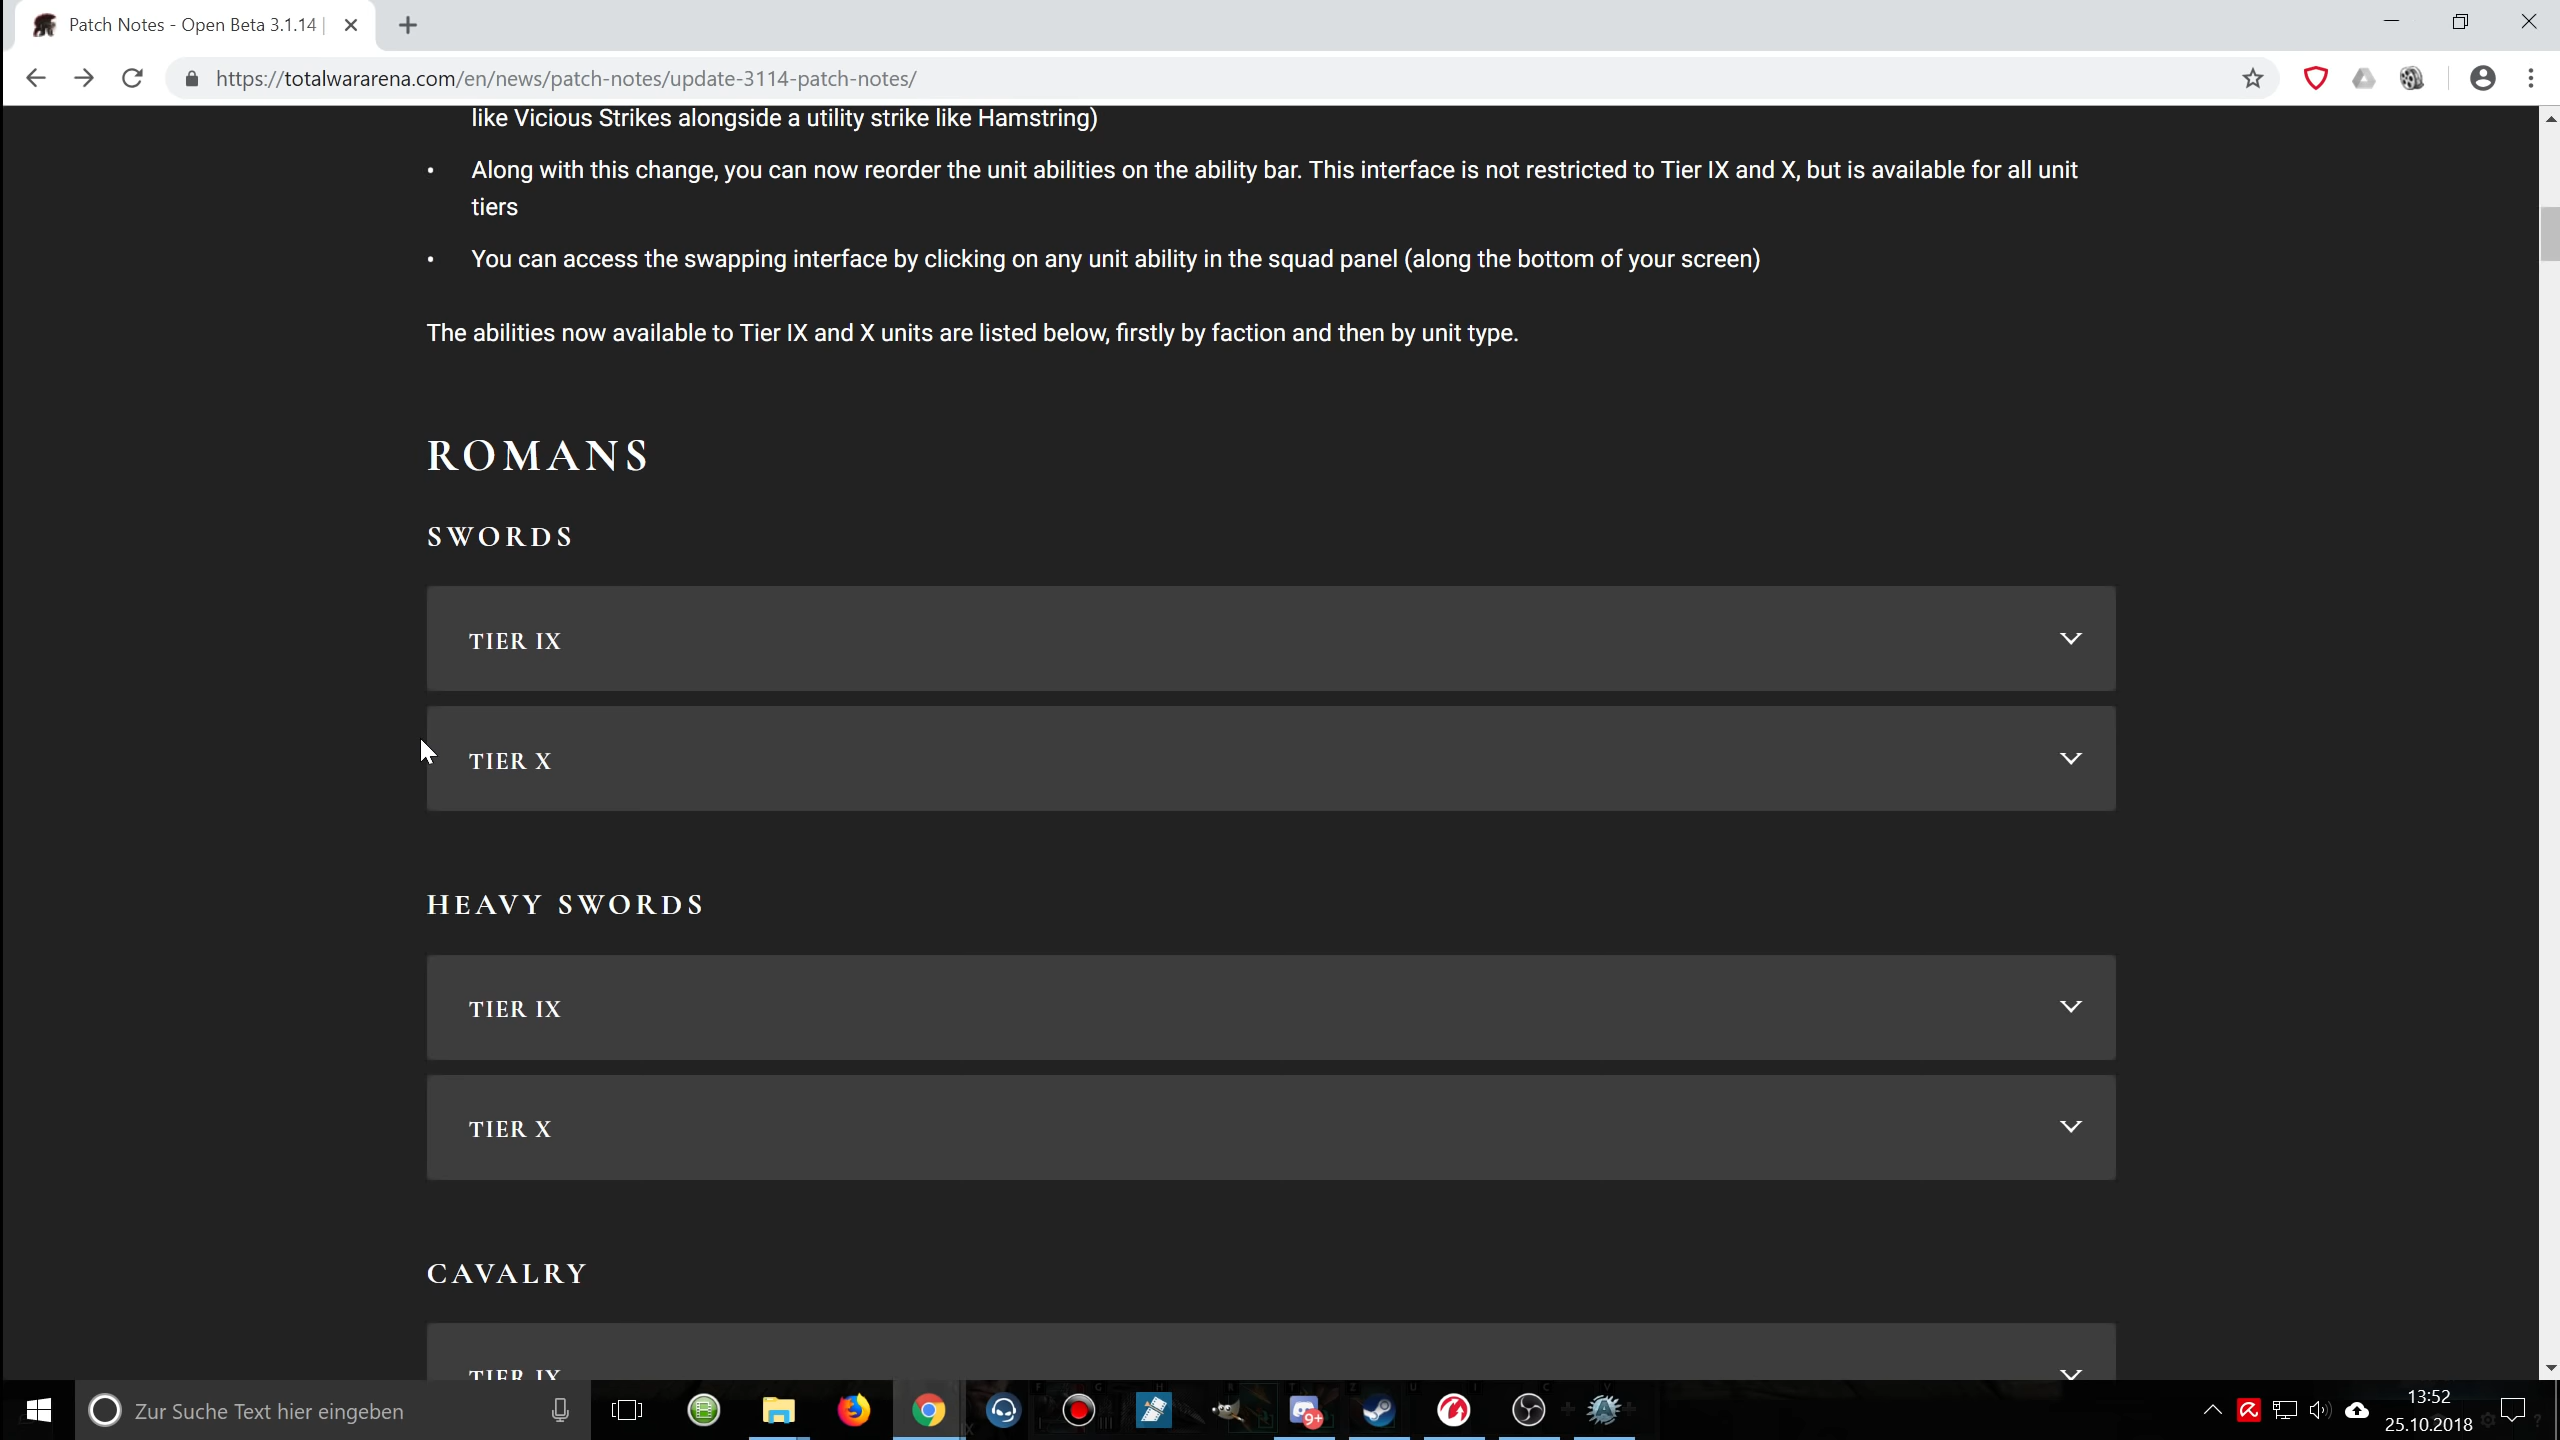 Patch Notes - Open Beta 3.1.14 |
https://totalwararena.com/en/news/patch-notes/update-3114-patch-notes/
like Vicious Strikes alongside a utility strike like Hamstring)
• Along with this change, you can now reorder the unit abilities on the ability bar. This interface is not restricted to Tier IX and X, but is available for all unit
tiers
• You can access the swapping interface by clicking on any unit ability in the squad panel (along the bottom of your screen)
The abilities now available to Tier IX and X units are listed below, firstly by faction and then by unit type.
ROMANS
SWORDS
TIER IX
TIER X
HEAVY SWORDS
TIER IX
TIER X
CAVALRY
TIER IX
Zur Suche Text hier eingeben
9+
13:52
25.10.2018